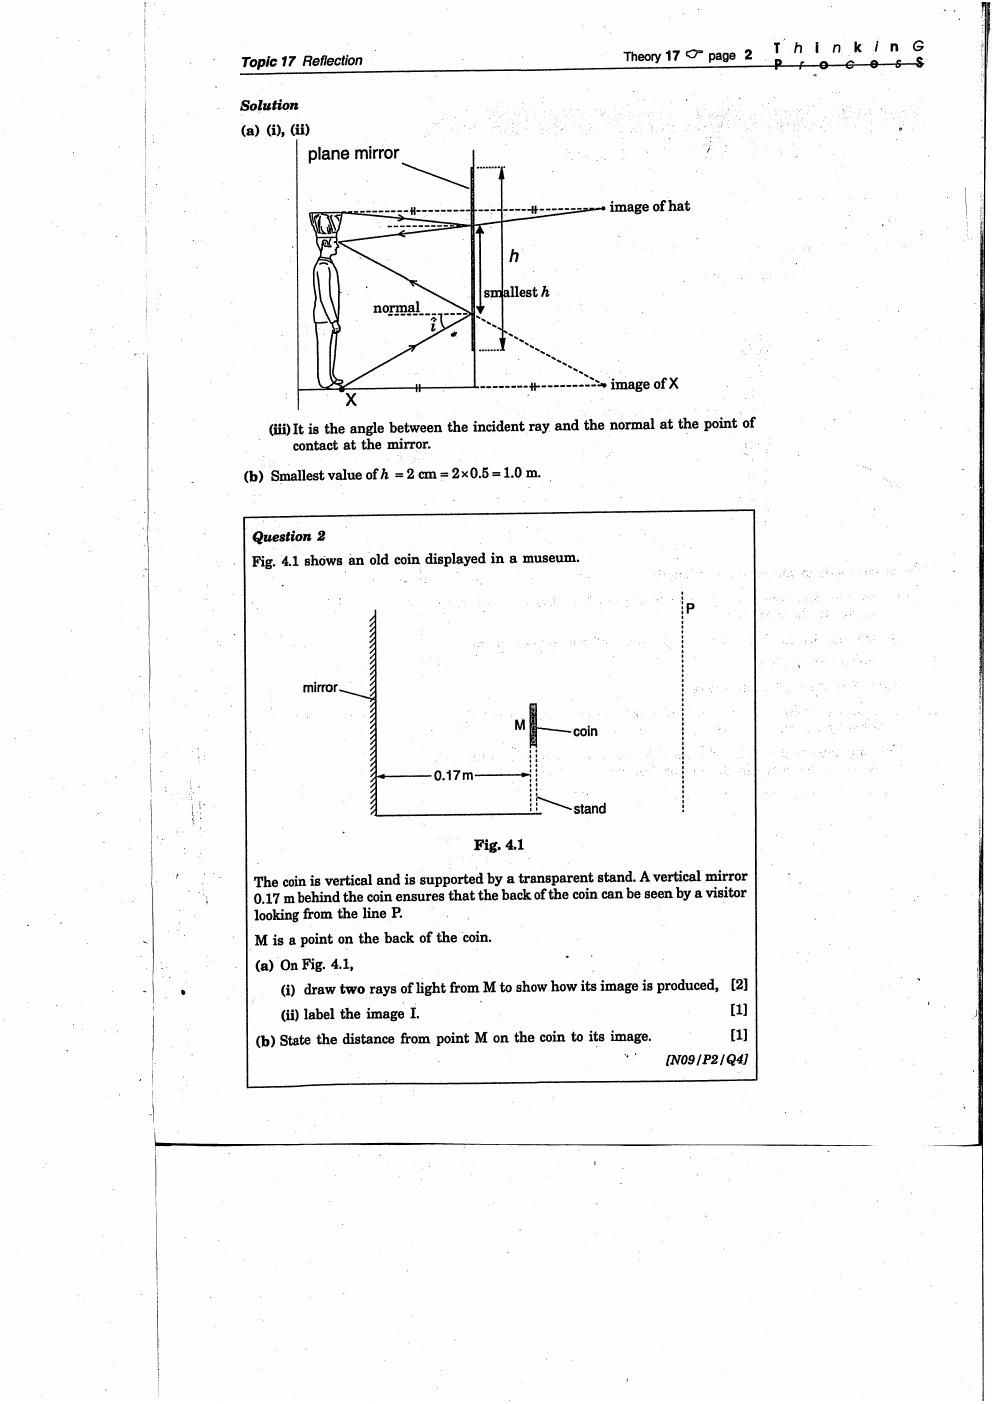 Topic 17 Reflection
Theory 17 ☞ page 2
T h i n k i n G
P r o c e s S
Solution
(a) (i), (ii)
plane mirror
image of hat
h
smallest h
normal
î
image of X
X
(iii) It is the angle between the incident ray and the normal at the point of
contact at the mirror.
(b) Smallest value of h = 2 cm = 2×0.5 = 1.0 m.
Question 2
Fig. 4.1 shows an old coin displayed in a museum.
P
mirror
M
coin
0.17 m
stand
Fig. 4.1
The coin is vertical and is supported by a transparent stand. A vertical mirror
0.17 m behind the coin ensures that the back of the coin can be seen by a visitor
looking from the line P.
M is a point on the back of the coin.
(a) On Fig. 4.1,
(i) draw two rays of light from M to show how its image is produced, [2]
(ii) label the image I. [1]
(b) State the distance from point M on the coin to its image. [1]
[N09/P2/Q4]